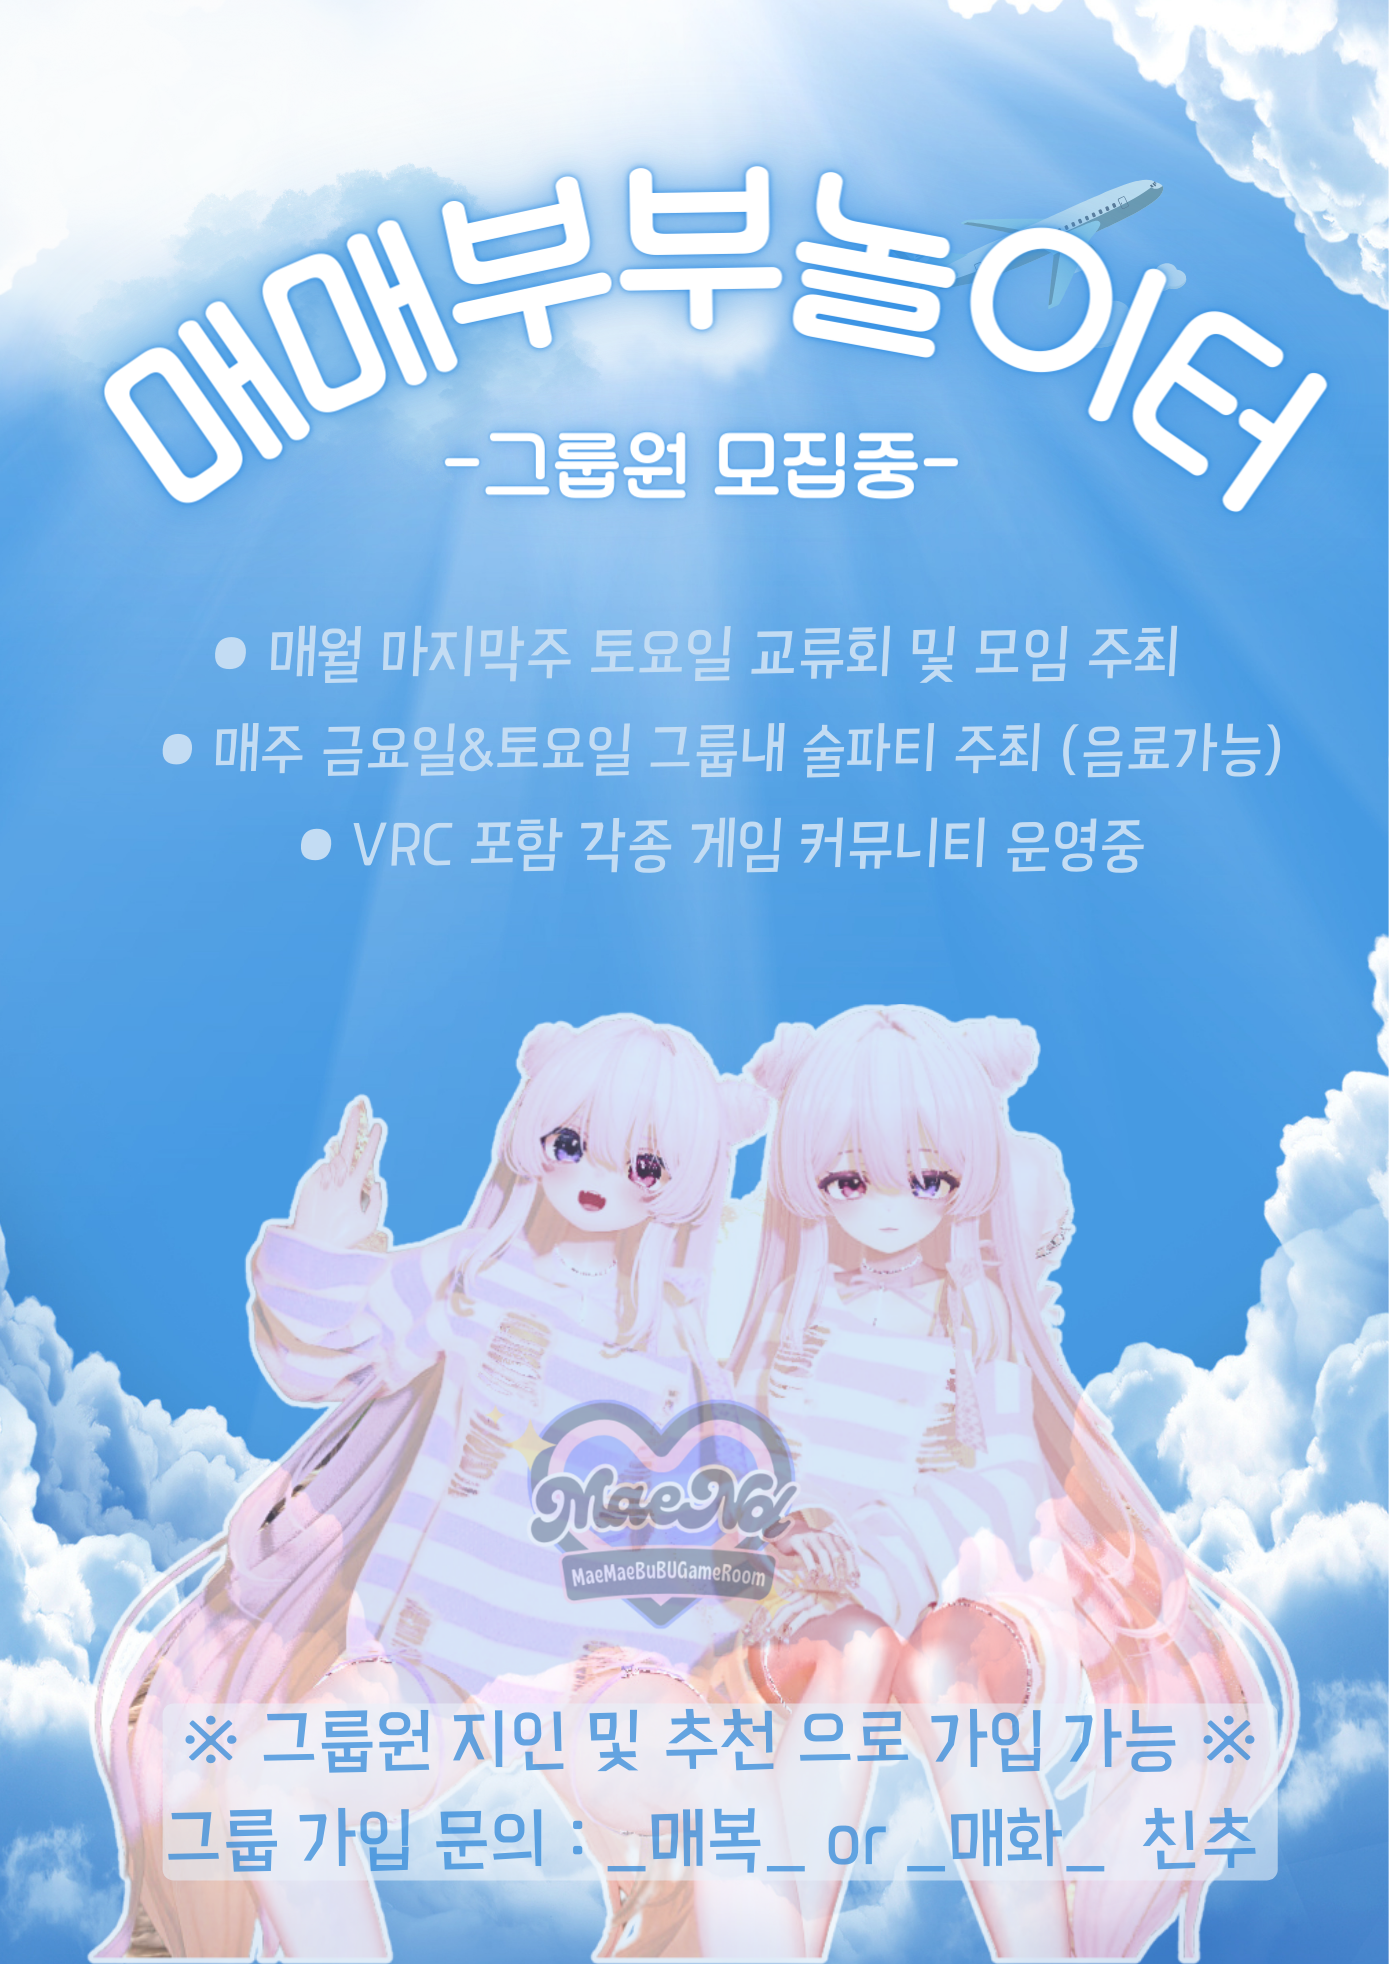 매매부부놀이터
-그룹원 모집중-
● 매월 마지막주 토요일 교류회 및 모임 주최
● 매주 금요일&토요일 그룹내 술파티 주최 (음료가능)
● VRC 포함 각종 게임 커뮤니티 운영중
MaeNol
MaeMaeBuBUGameRoom
※ 그룹원 지인 및 추천 으로 가입 가능 ※
그룹 가입 문의 : _매복_ or _매화_ 친추